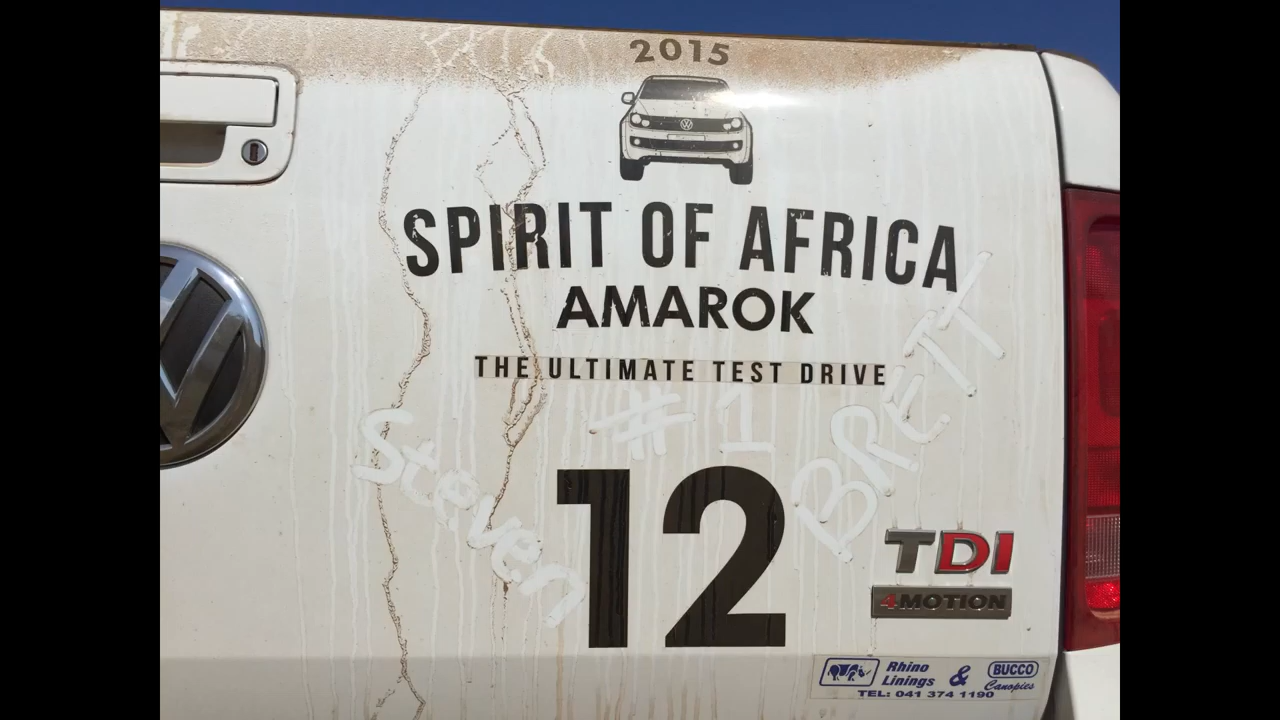 2015
SPIRIT OF AFRICA
AMAROK
THE ULTIMATE TEST DRIVE
#1
Steven
BRETT
12
TDI
4MOTION
Rhino Linings & BUCCO Canopies
TEL: 041 374 1190